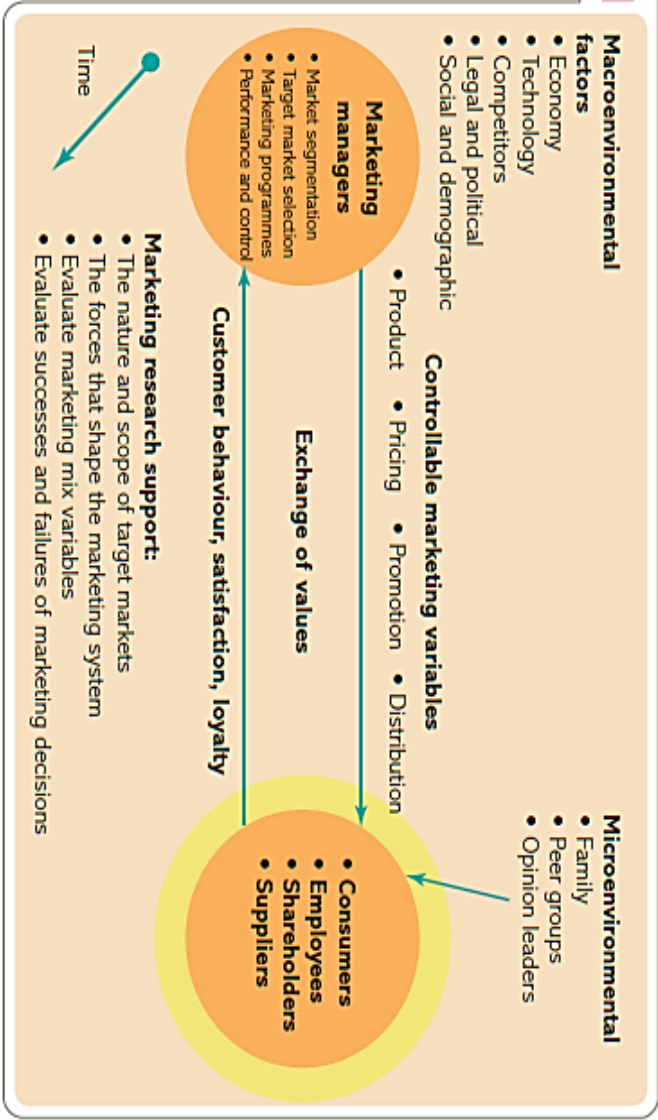 Macroenvironmental
factors
• Economy
• Technology
• Competitors
• Legal and political
• Social and demographic
Microenvironmental
• Family
• Peer groups
• Opinion leaders
Controllable marketing variables
• Product • Pricing • Promotion • Distribution
Marketing
managers
• Market segmentation
• Target market selection
• Marketing programmes
• Performance and control
Exchange of values
• Consumers
• Employees
• Shareholders
• Suppliers
Customer behaviour, satisfaction, loyalty
Time
Marketing research support:
• The nature and scope of target markets
• The forces that shape the marketing system
• Evaluate marketing mix variables
• Evaluate successes and failures of marketing decisions